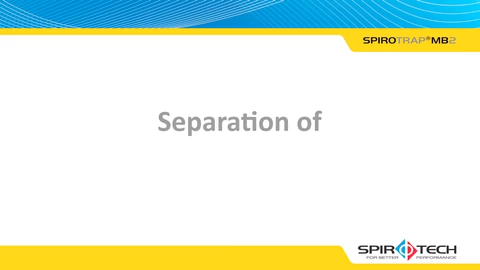 SPIROTRAP®MB2
Separation of
SPIROTECH
FOR BETTER PERFORMANCE